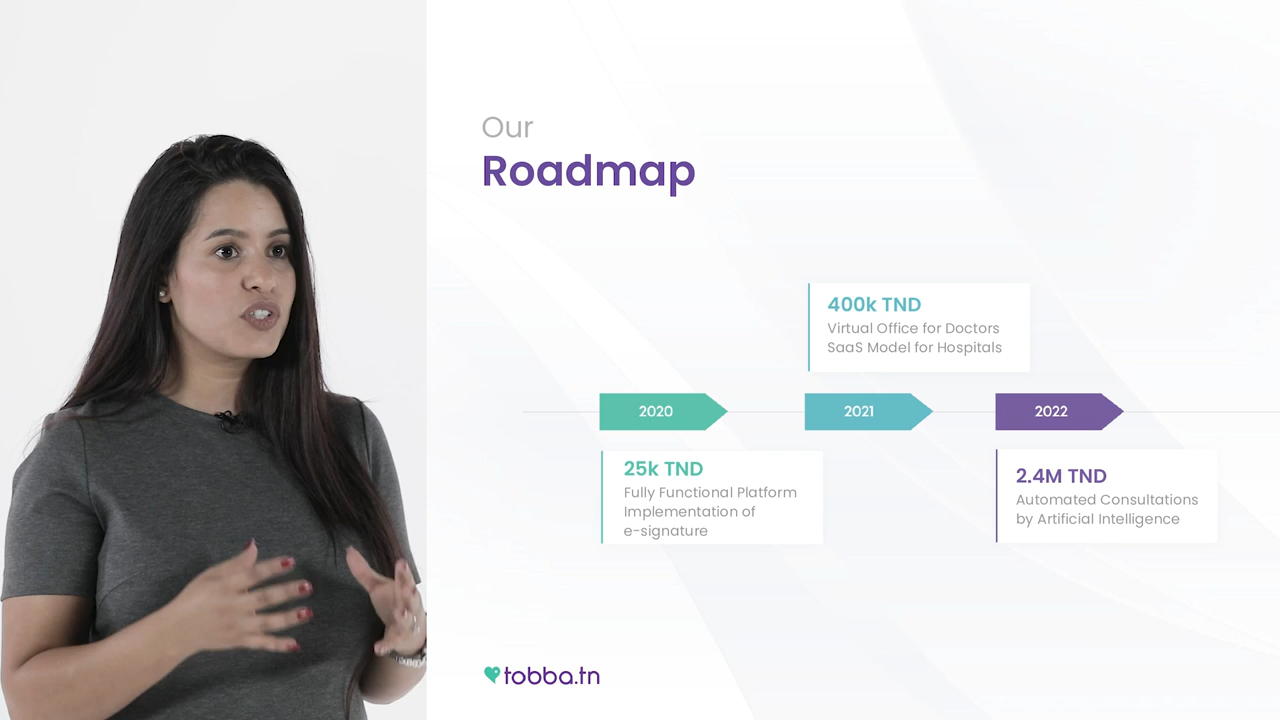 Our
Roadmap
400k TND
Virtual Office for Doctors
SaaS Model for Hospitals
2020
2021
2022
25k TND
Fully Functional Platform
Implementation of
e-signature
2.4M TND
Automated Consultations
by Artificial Intelligence
tobba.tn